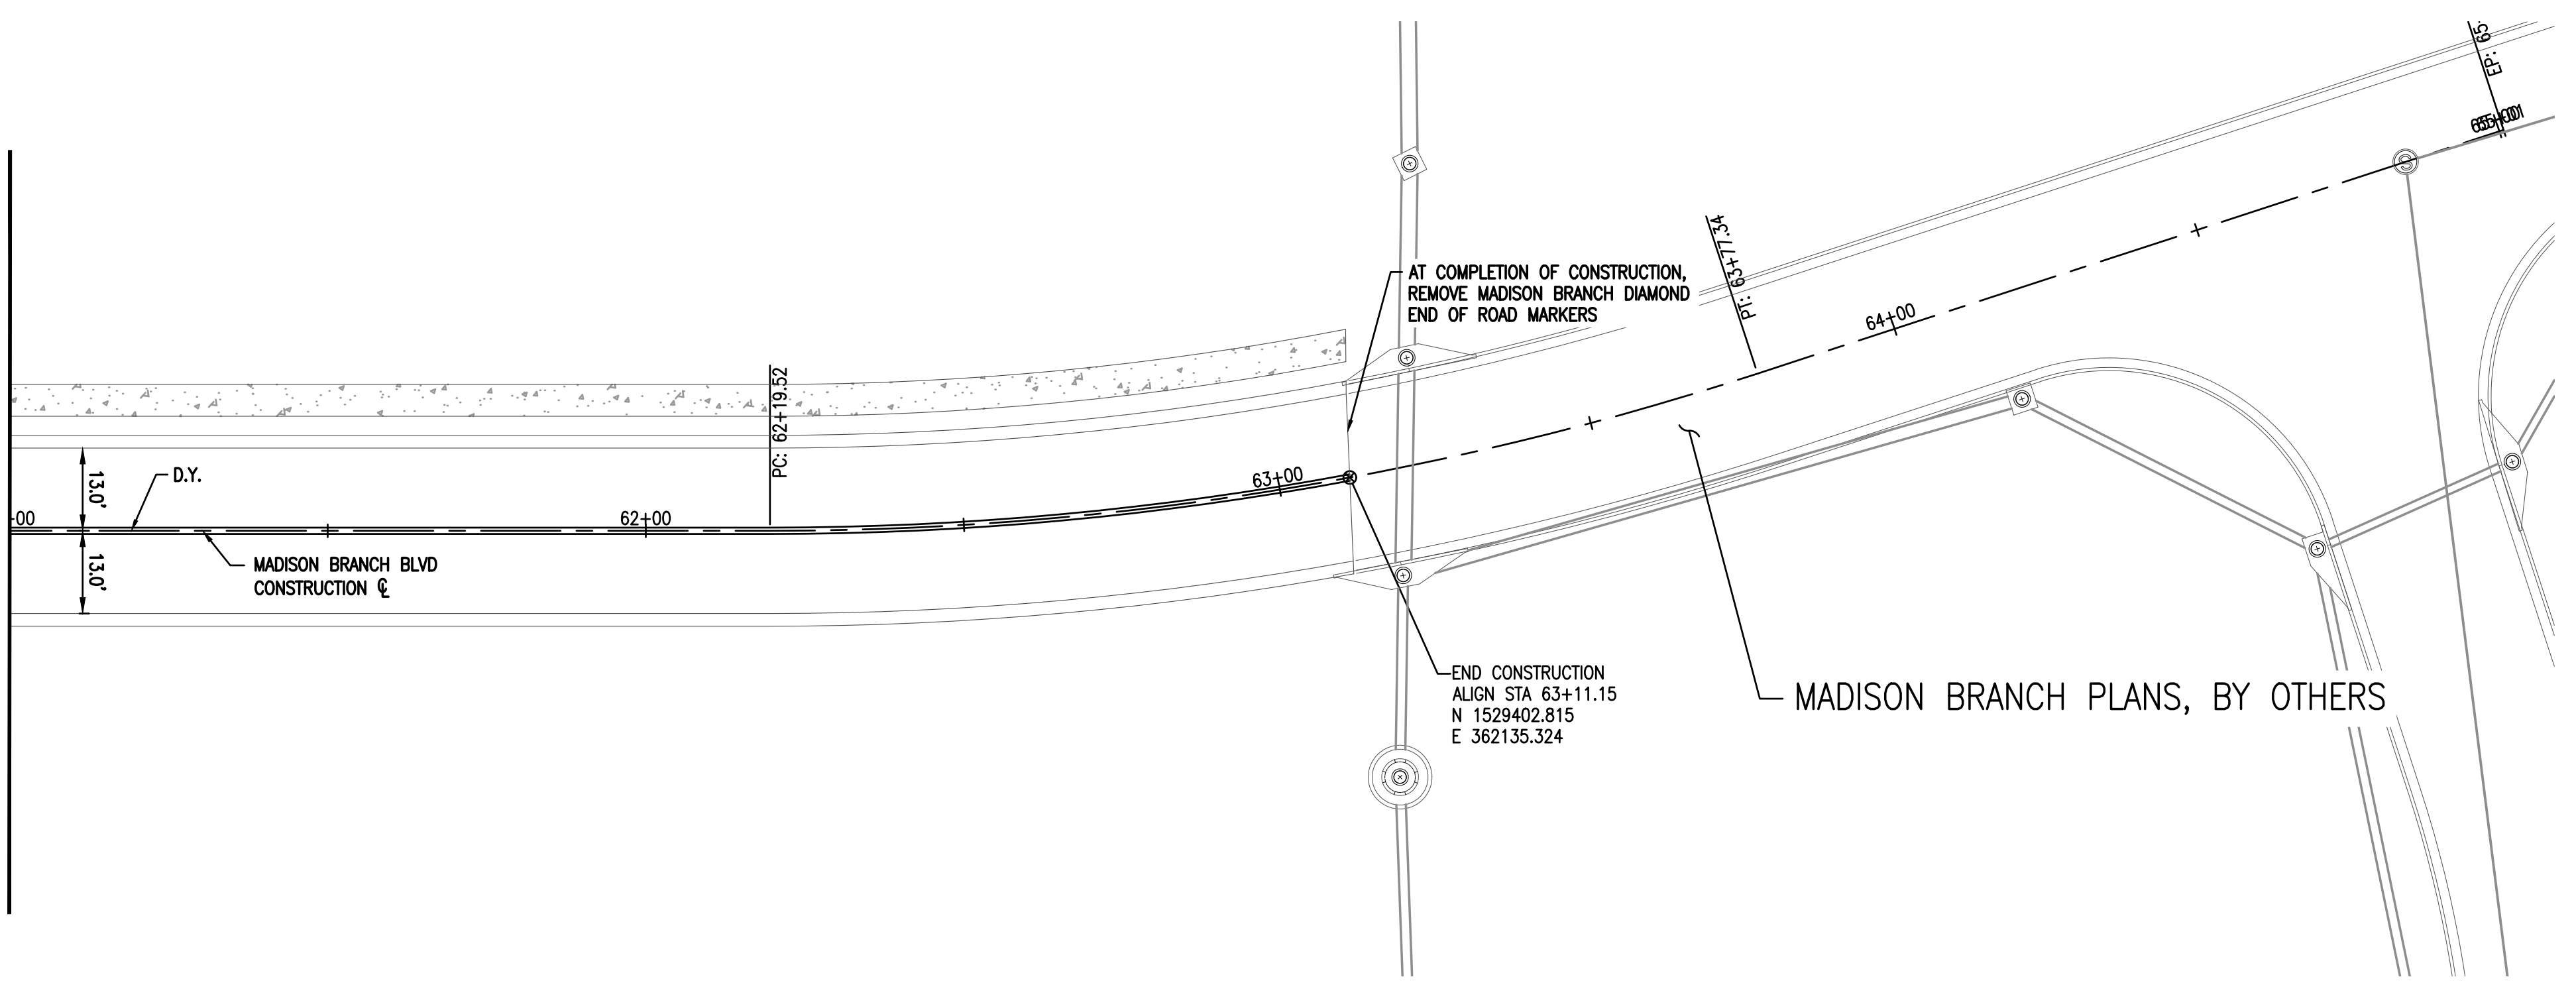 EP: 65+
65+01
AT COMPLETION OF CONSTRUCTION,
REMOVE MADISON BRANCH DIAMOND
END OF ROAD MARKERS
PT: 63+77.34
64+00
PC: 62+19.52
63+00
13.0'
D.Y.
+00
62+00
13.0'
MADISON BRANCH BLVD
CONSTRUCTION ℄
END CONSTRUCTION
ALIGN STA 63+11.15
N 1529402.815
E 362135.324
MADISON BRANCH PLANS, BY OTHERS
S